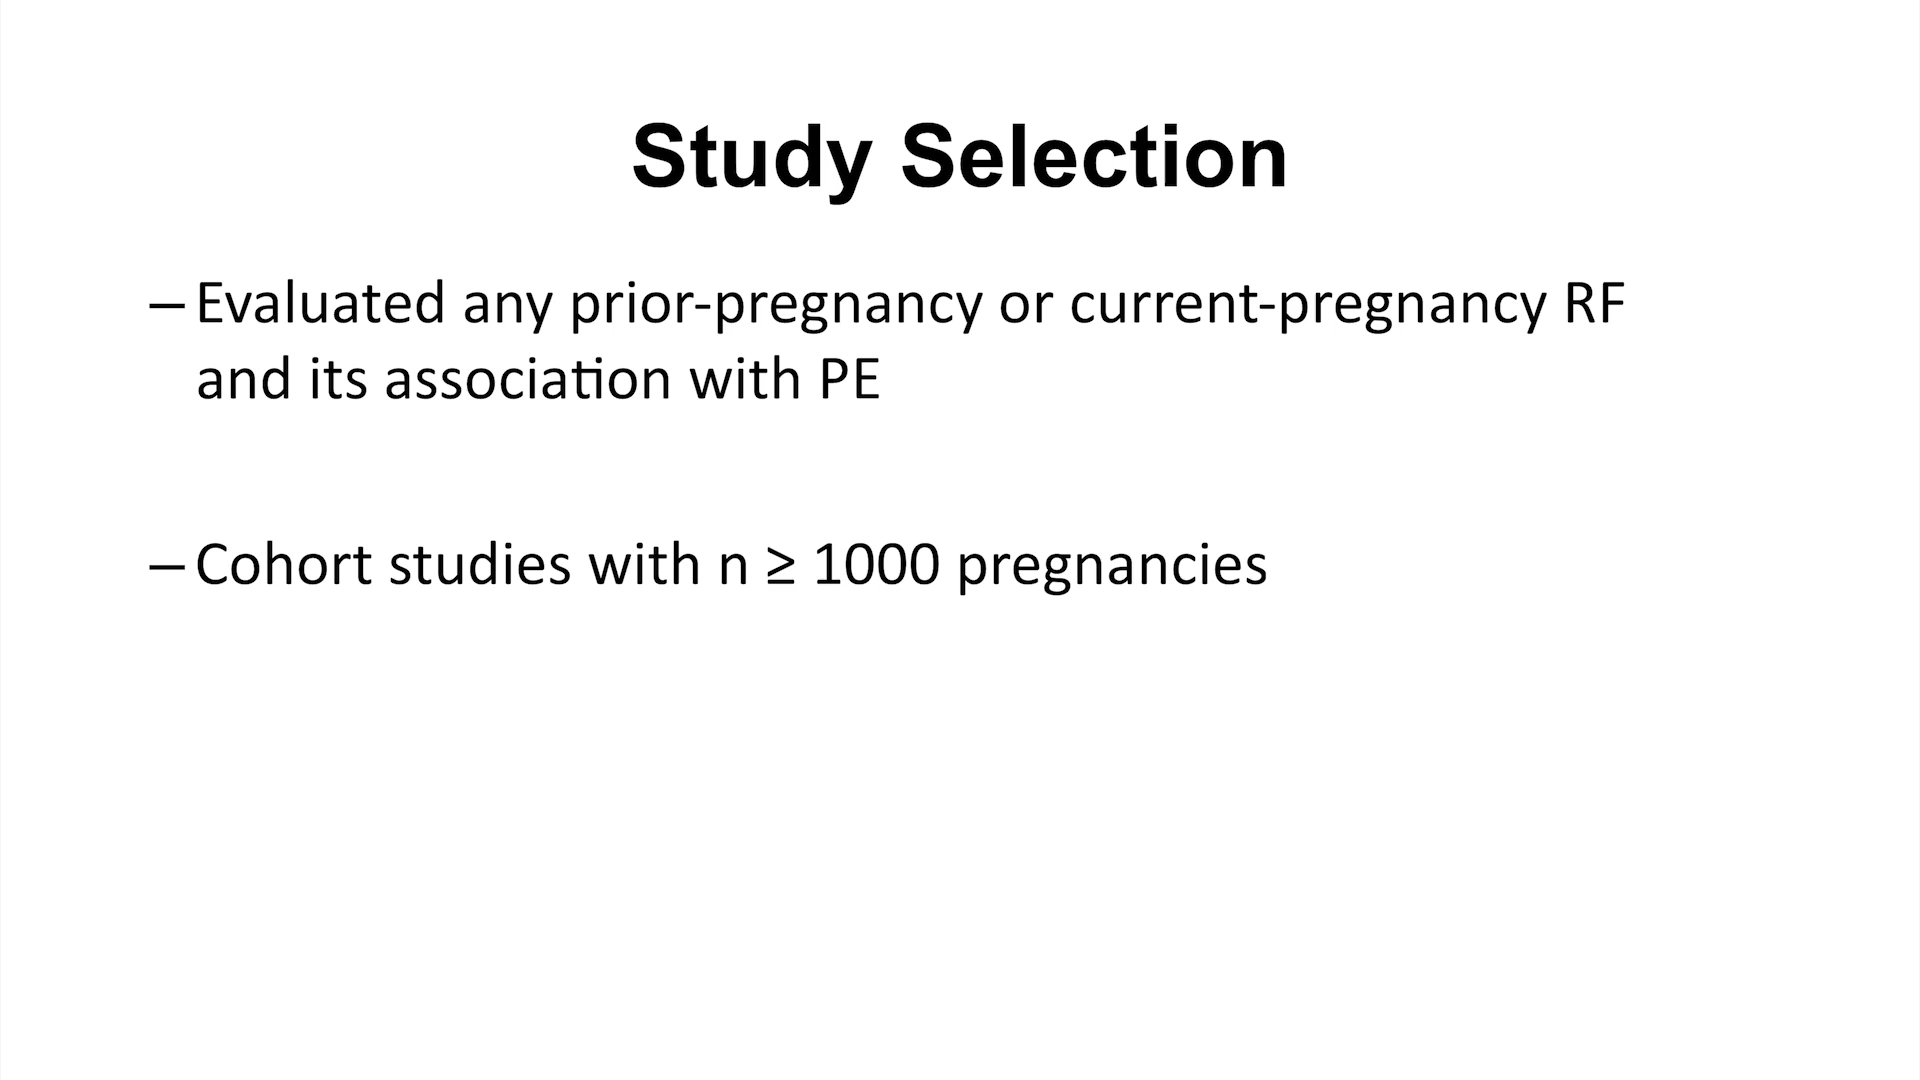 Study Selection
– Evaluated any prior-pregnancy or current-pregnancy RF
and its association with PE
– Cohort studies with n ≥ 1000 pregnancies